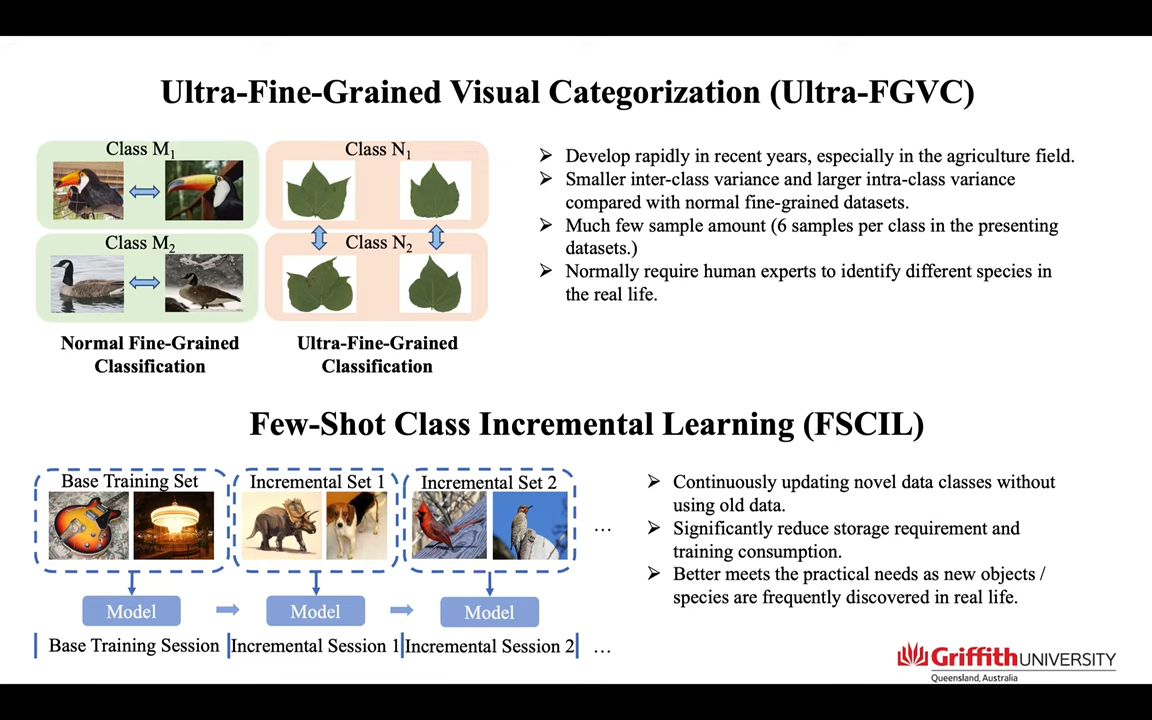 Ultra-Fine-Grained Visual Categorization (Ultra-FGVC)
Class M1
Class N1
Class M2
Class N2
Normal Fine-Grained
Classification
Ultra-Fine-Grained
Classification
➢ Develop rapidly in recent years, especially in the agriculture field.
➢ Smaller inter-class variance and larger intra-class variance
compared with normal fine-grained datasets.
➢ Much few sample amount (6 samples per class in the presenting
datasets.)
➢ Normally require human experts to identify different species in
the real life.
Few-Shot Class Incremental Learning (FSCIL)
Base Training Set
Incremental Set 1
Incremental Set 2
...
Model
Model
Model
Base Training Session
Incremental Session 1
Incremental Session 2
...
➢ Continuously updating novel data classes without
using old data.
➢ Significantly reduce storage requirement and
training consumption.
➢ Better meets the practical needs as new objects /
species are frequently discovered in real life.
Griffith UNIVERSITY
Queensland, Australia